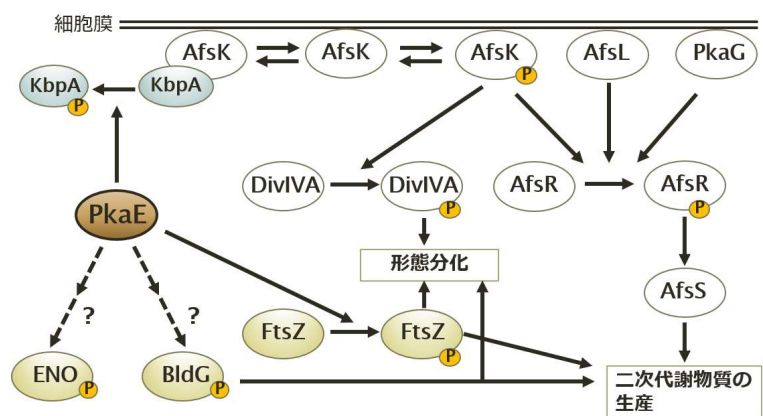 細胞膜
AfsK
AfsK
AfsK
P
AfsL
PkaG
KbpA
P
KbpA
DivIVA
DivIVA
P
AfsR
AfsR
P
PkaE
形態分化
AfsS
?
?
FtsZ
FtsZ
P
ENO
P
BldG
P
二次代謝物質の
生産